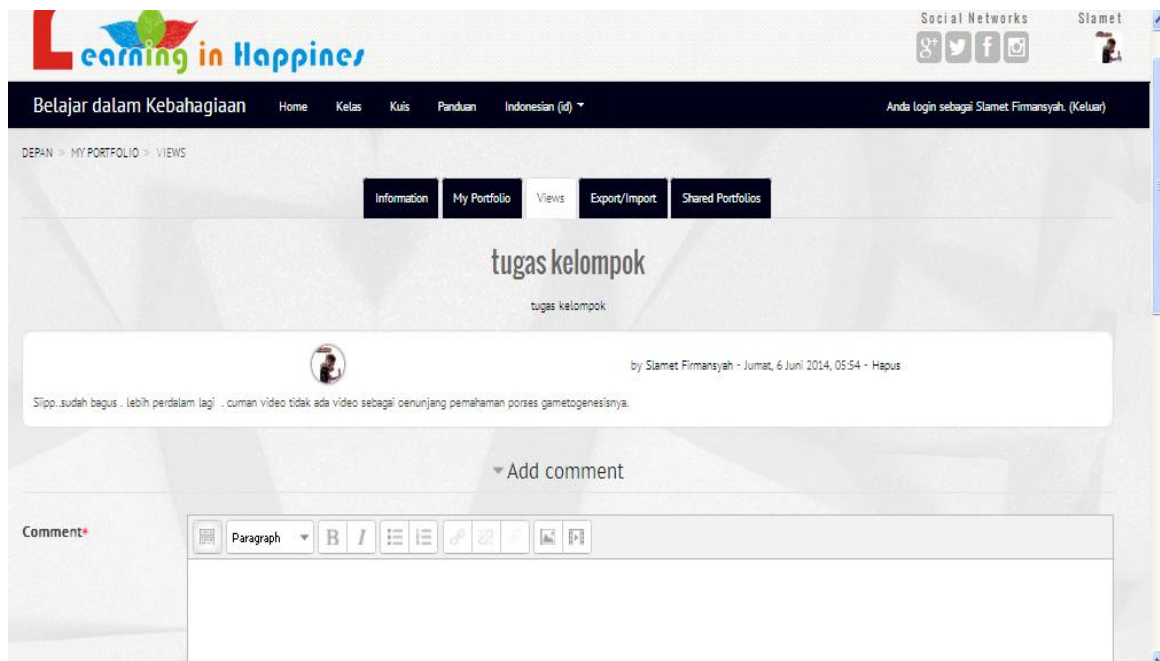 Social Networks
Slamet
Learning in Happines
g+ f
Belajar dalam Kebahagiaan Home Kelas Kuis Panduan Indonesian (id) Anda login sebagai Slamet Firmansyah. (Keluar)
DEPAN > MY PORTFOLIO > VIEWS
Information My Portfolio Views Export/Import Shared Portfolios
tugas kelompok
tugas kelompok
by Slamet Firmansyah - Jumat, 6 Juni 2014, 05:54 - Hapus
Siipp..sudah bagus . lebih perdalam lagi . cuman video tidak ada video sebagai oenunjang pemahaman porses gametogenesisnya.
Add comment
Comment*
Paragraph B I